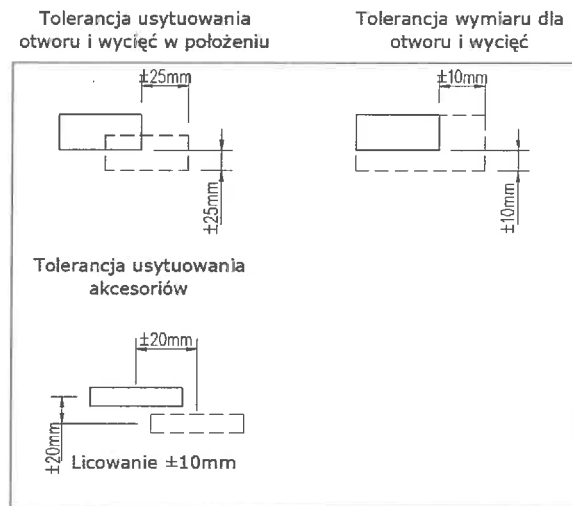 Tolerancja usytuowania
otworu i wycięć w położeniu
Tolerancja wymiaru dla
otworu i wycięć
±25mm
±25mm
±10mm
±10mm
Tolerancja usytuowania
akcesoriów
±20mm
±20mm
Licowanie ±10mm